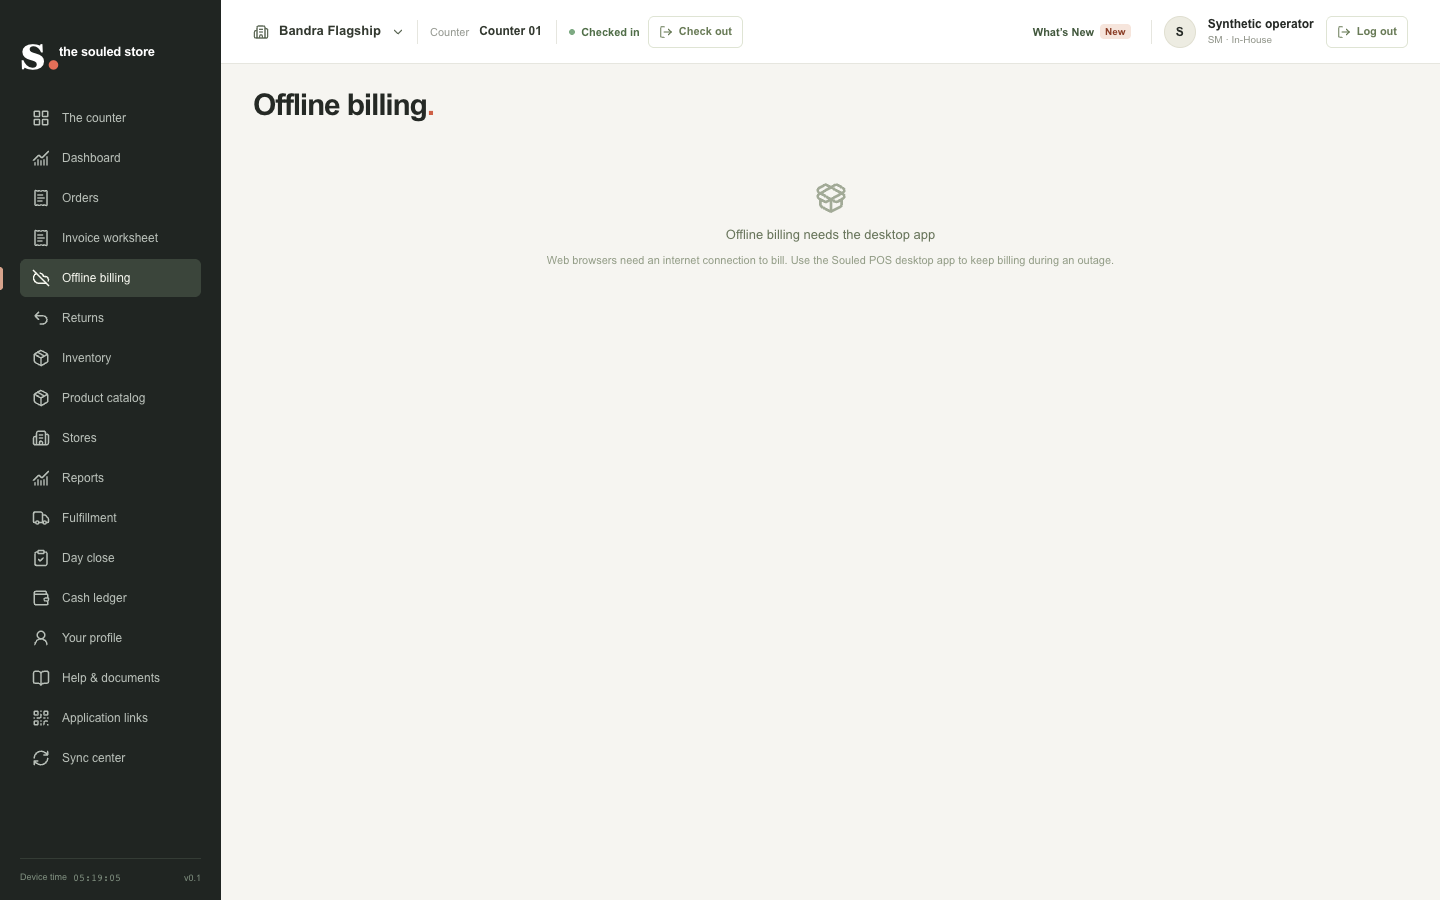 S. the souled store
The counter
Dashboard
Orders
Invoice worksheet
Offline billing
Returns
Inventory
Product catalog
Stores
Reports
Fulfillment
Day close
Cash ledger
Your profile
Help & documents
Application links
Sync center
Device time 05:19:05 v0.1
Bandra Flagship Counter Counter 01 Checked in Check out What's New New S Synthetic operator Log out
SM · In-House
Offline billing.
Offline billing needs the desktop app
Web browsers need an internet connection to bill. Use the Souled POS desktop app to keep billing during an outage.